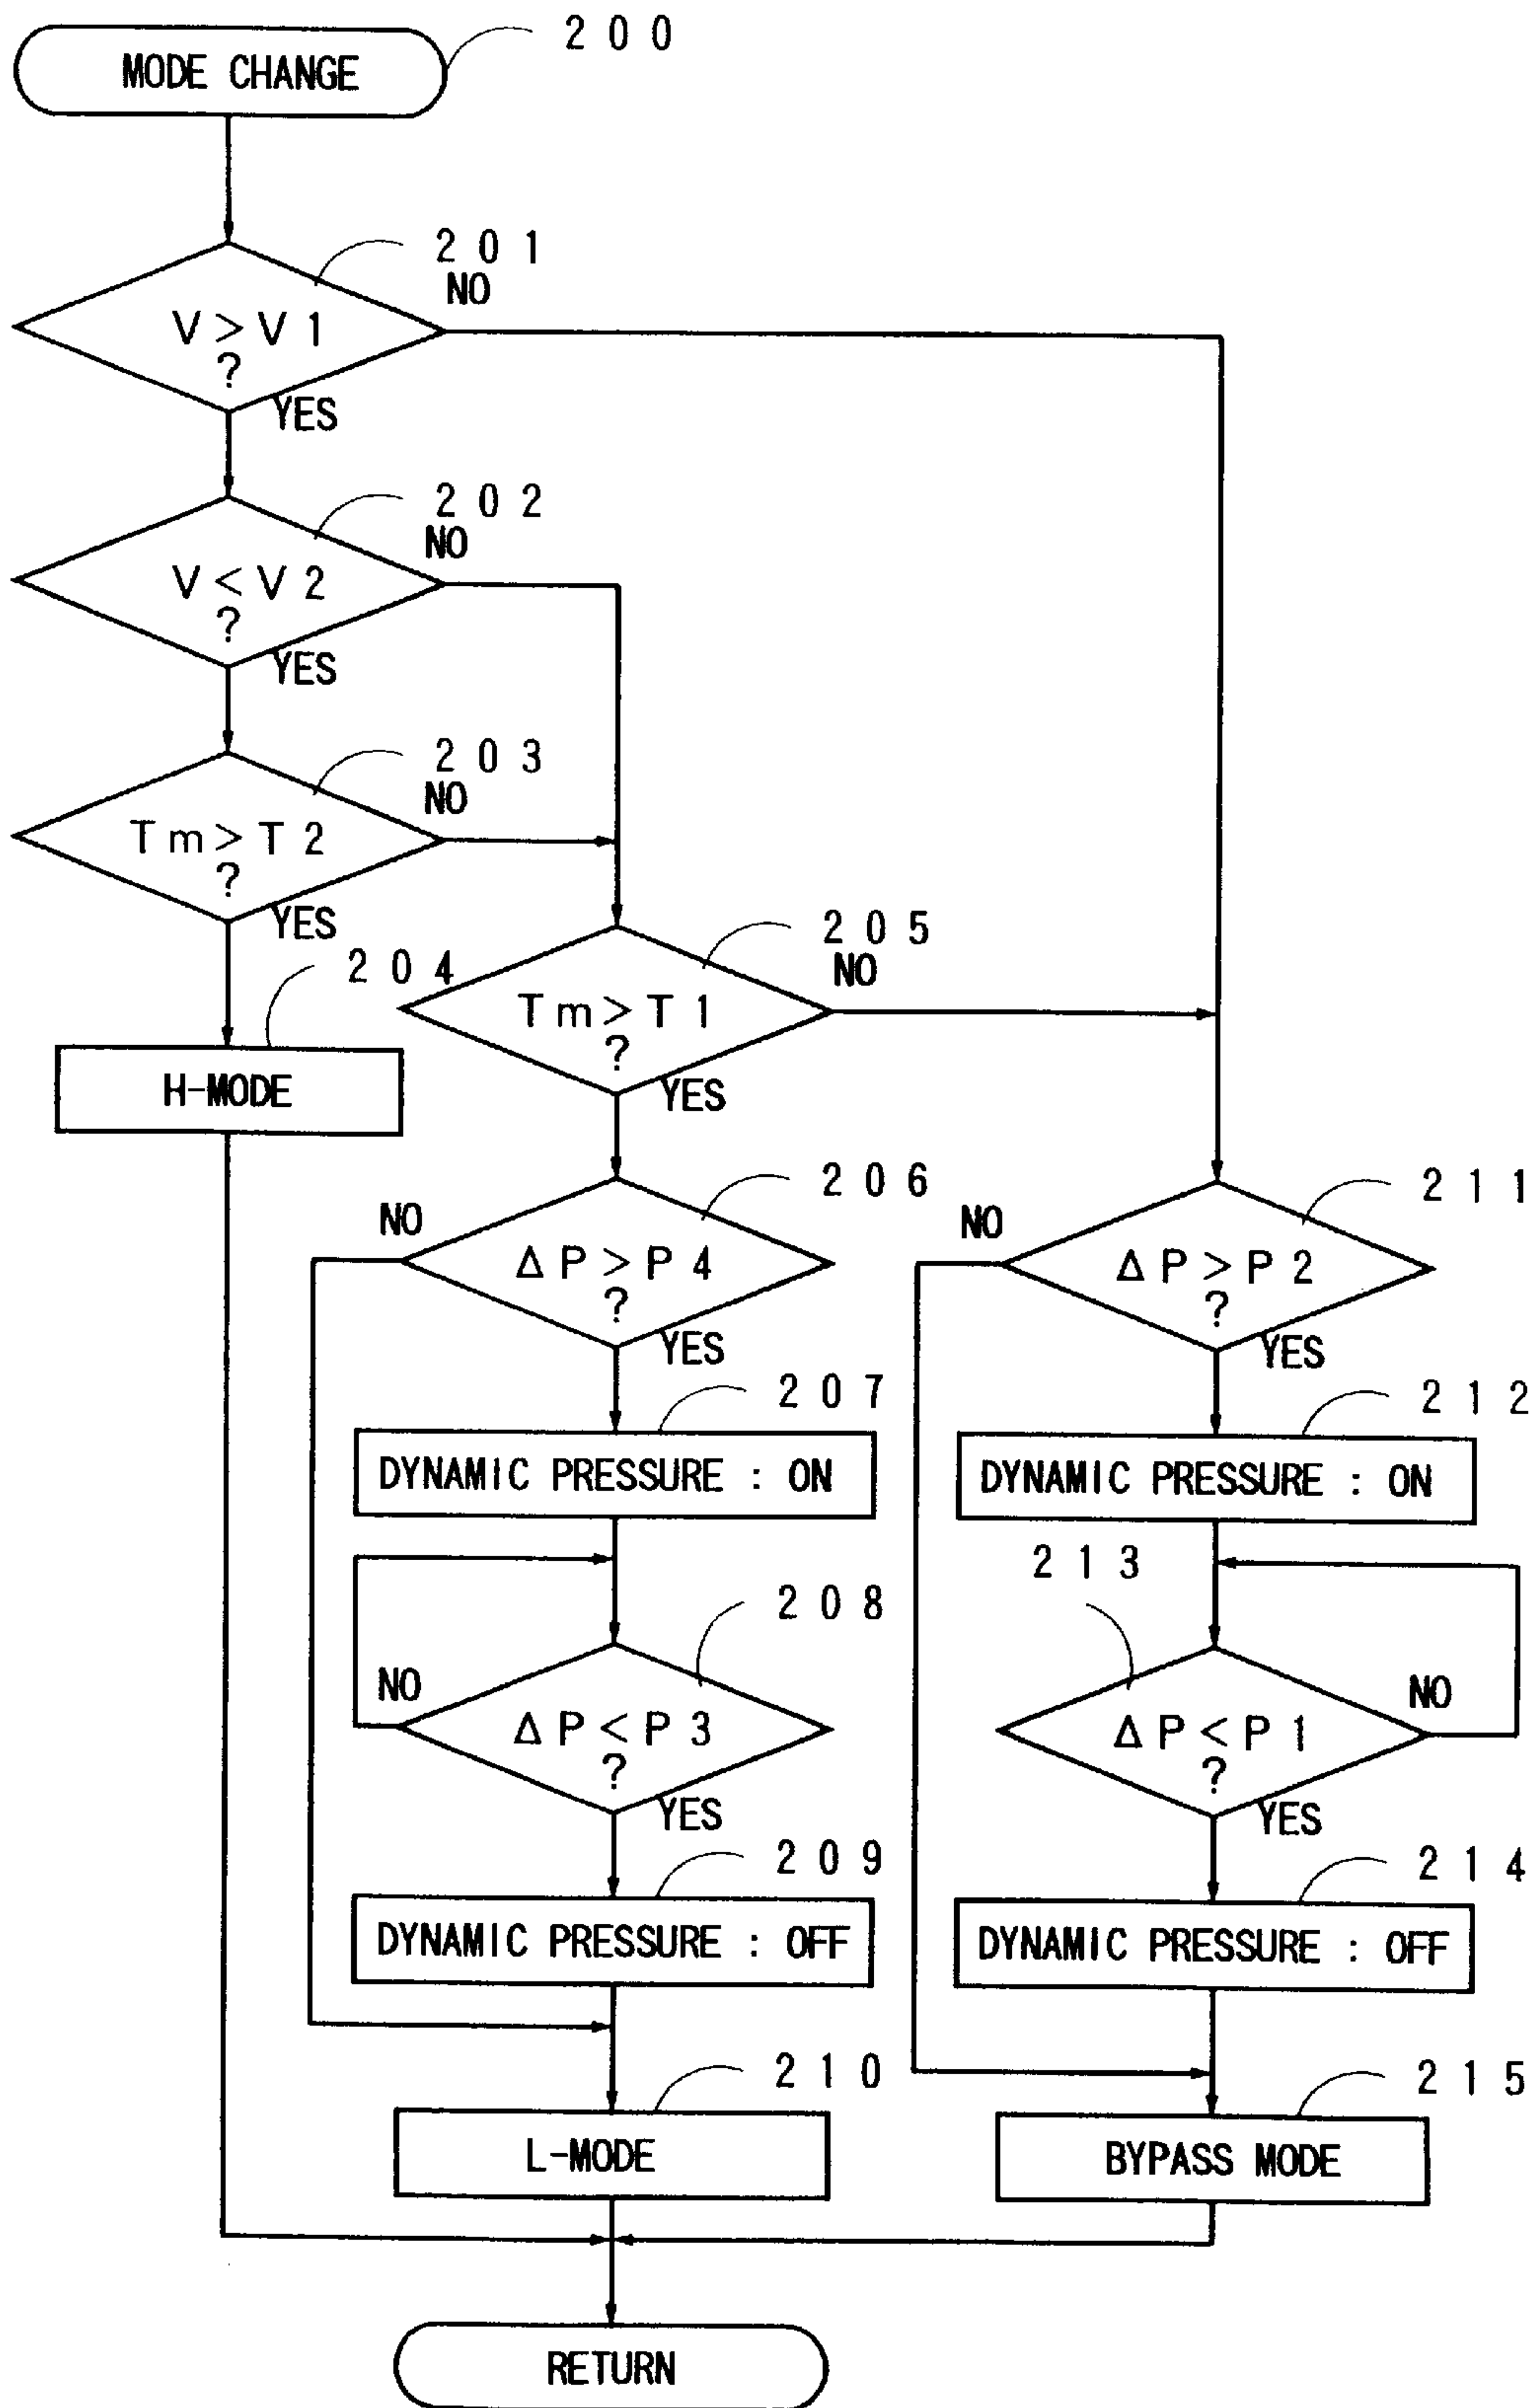 200
MODE CHANGE
201
NO
V > V1
?
YES
202
NO
V < V2
?
YES
203
NO
Tm > T2
?
YES
204
H-MODE
205
NO
Tm > T1
?
YES
206
NO
ΔP > P4
?
YES
207
DYNAMIC PRESSURE : ON
208
NO
ΔP < P3
?
YES
209
DYNAMIC PRESSURE : OFF
210
L-MODE
211
NO
ΔP > P2
?
YES
212
DYNAMIC PRESSURE : ON
213
NO
ΔP < P1
?
YES
214
DYNAMIC PRESSURE : OFF
215
BYPASS MODE
RETURN